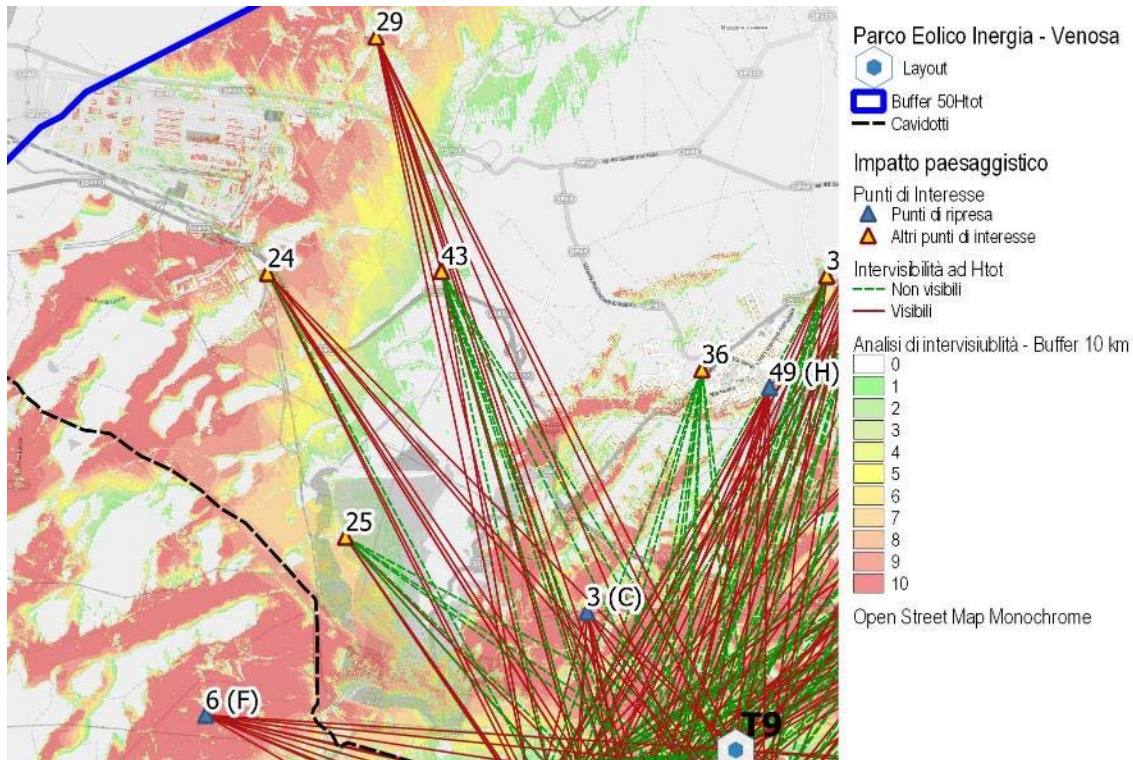 29
24
43
3
36
49 (H)
25
3 (C)
6 (F)
T9
Parco Eolico Inergia - Venosa
Layout
Buffer 50Htot
Cavidotti
Impatto paesaggistico
Punti di Interesse
Punti di ripresa
Altri punti di interesse
Intervisibilità ad Htot
Non visibili
Visibili
Analisi di intervisiublità - Buffer 10 km
0
1
2
3
4
5
6
7
8
9
10
Open Street Map Monochrome